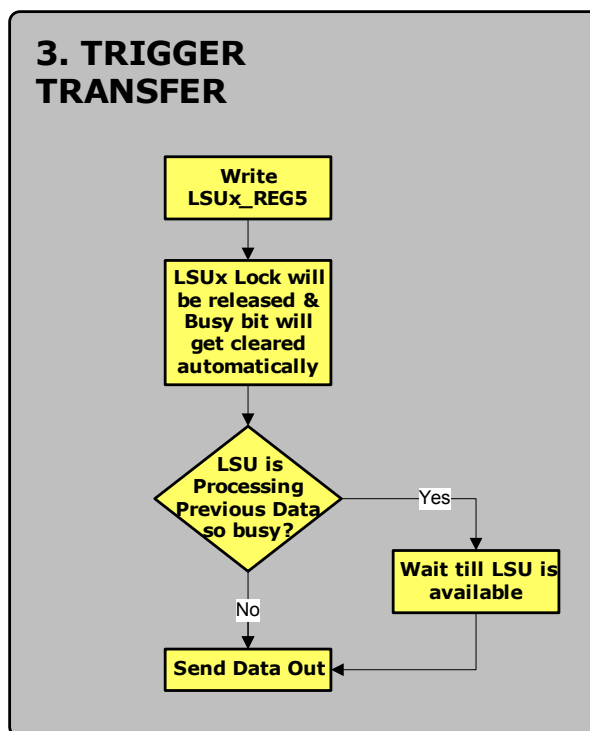 3. TRIGGER
TRANSFER
Write
LSUx_REG5
LSUx Lock will
be released &
Busy bit will
get cleared
automatically
LSU is
Processing
Previous Data
so busy?
Yes
Wait till LSU is
available
No
Send Data Out